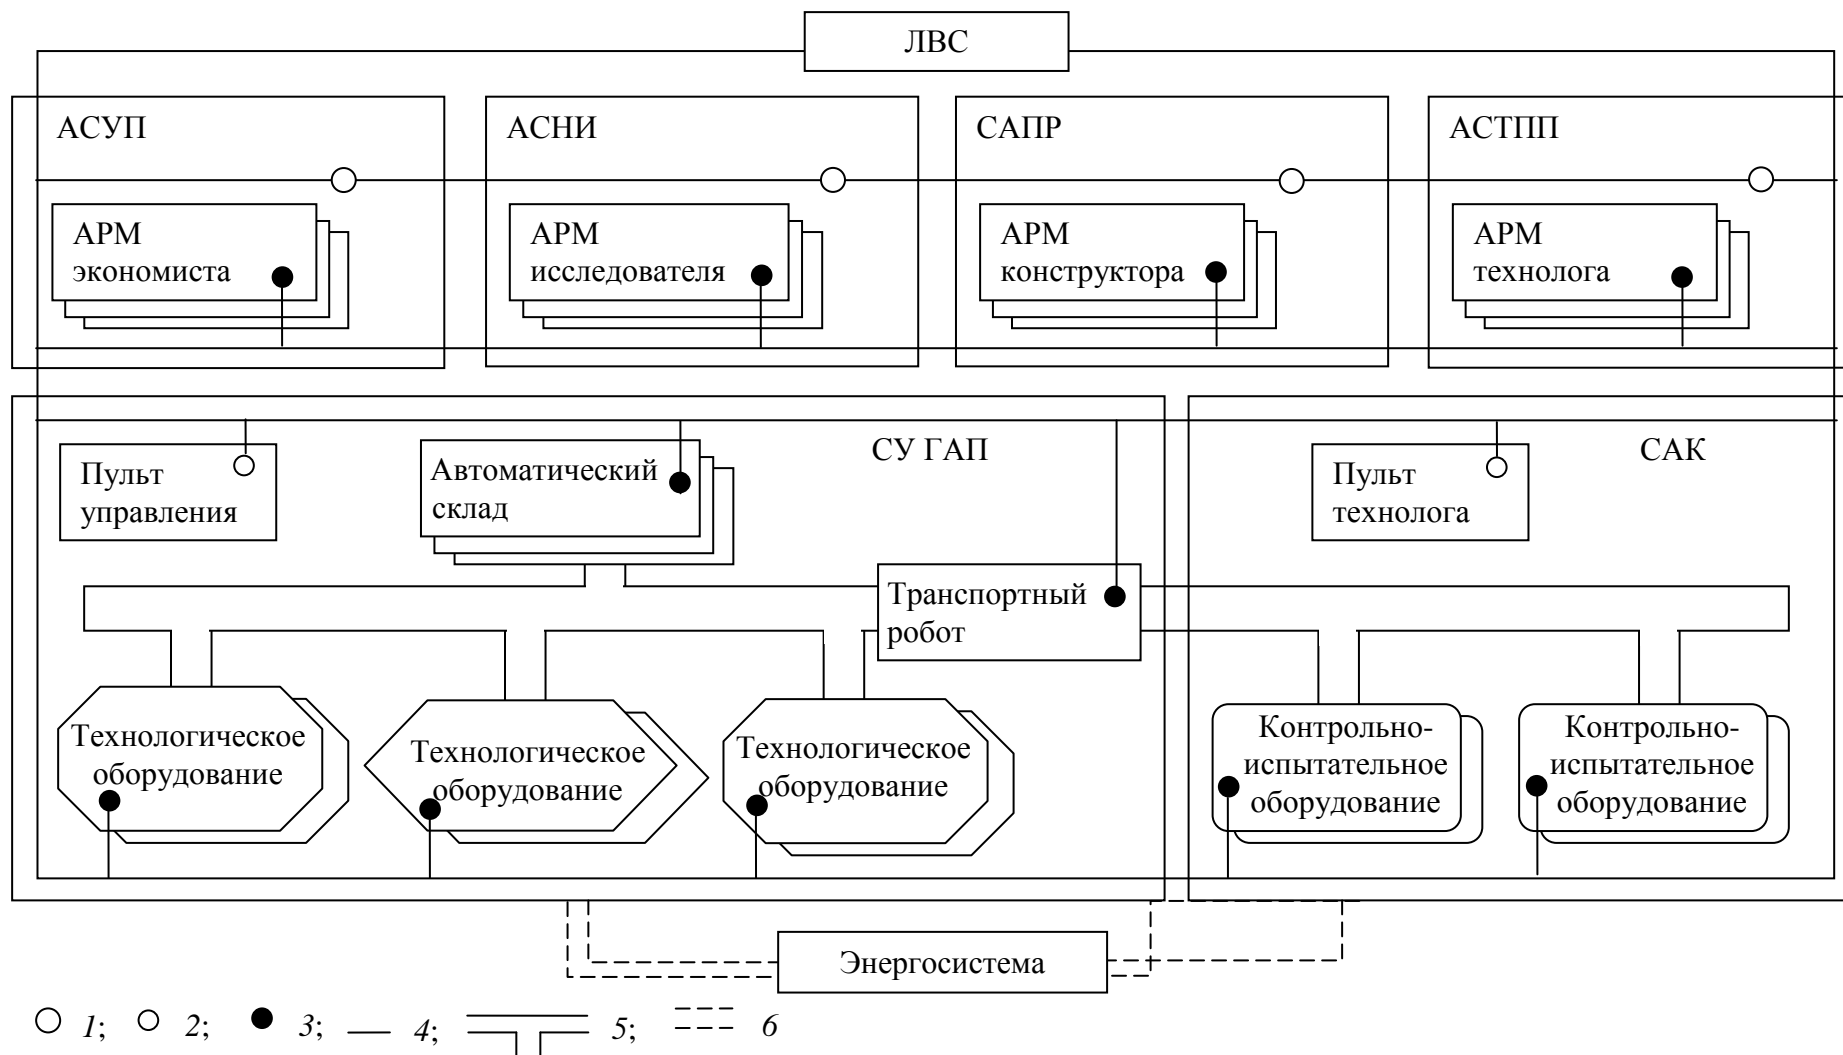 ЛВС
АСУП
АСНИ
САПР
АСТПП
АРМ
экономиста
АРМ
исследователя
АРМ
конструктора
АРМ
технолога
СУ ГАП
САК
Пульт
управления
Автоматический
склад
Пульт
технолога
Транспортный
робот
Технологическое
оборудование
Технологическое
оборудование
Технологическое
оборудование
Контрольно-
испытательное
оборудование
Контрольно-
испытательное
оборудование
Энергосистема
1; 2; 3; 4; 5; 6